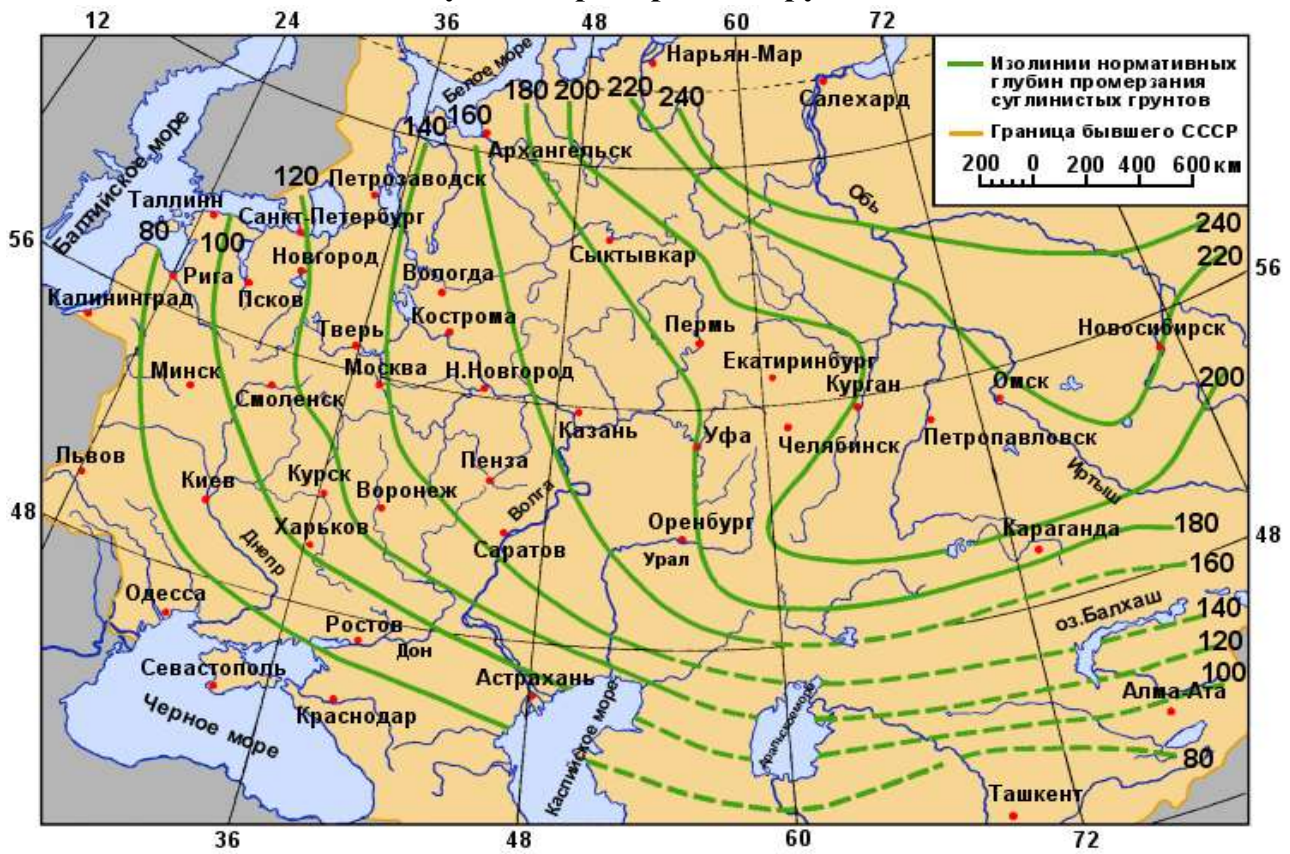 12 24 36 48 60 72
Нарьян-Мар
Белое море
Изолинии нормативных
глубин промерзания
суглинистых грунтов
Граница бывшего СССР
200 0 200 400 600 км
Салехард
180 200 220 240
140 160
Архангельск
Балтийское море
120 Петрозаводск
Обь
Таллинн
Санкт-Петербург
240
56 80 100
Новгород
Сыктывкар
220
56
Рига
Вологда
Калининград
Псков
Кострома
Тверь
Пермь
Новосибирск
Минск
Москва
Н.Новгород
Екатиринбург
Омск
200
Смоленск
Курган
Казань
Уфа
Челябинск
Петропавловск
Львов
Пенза
Киев
Курск
Воронеж
Волга
Иртыш
48
Харьков
Оренбург
Караганда
180
48
Днепр
Саратов
Урал
160
Одесса
оз.Балхаш
140
Ростов
Дон
120
Севастополь
Астрахань
100
Алма-Ата
Краснодар
Черное море
Каспийское море
Аральское море
80
Ташкент
36 48 60 72